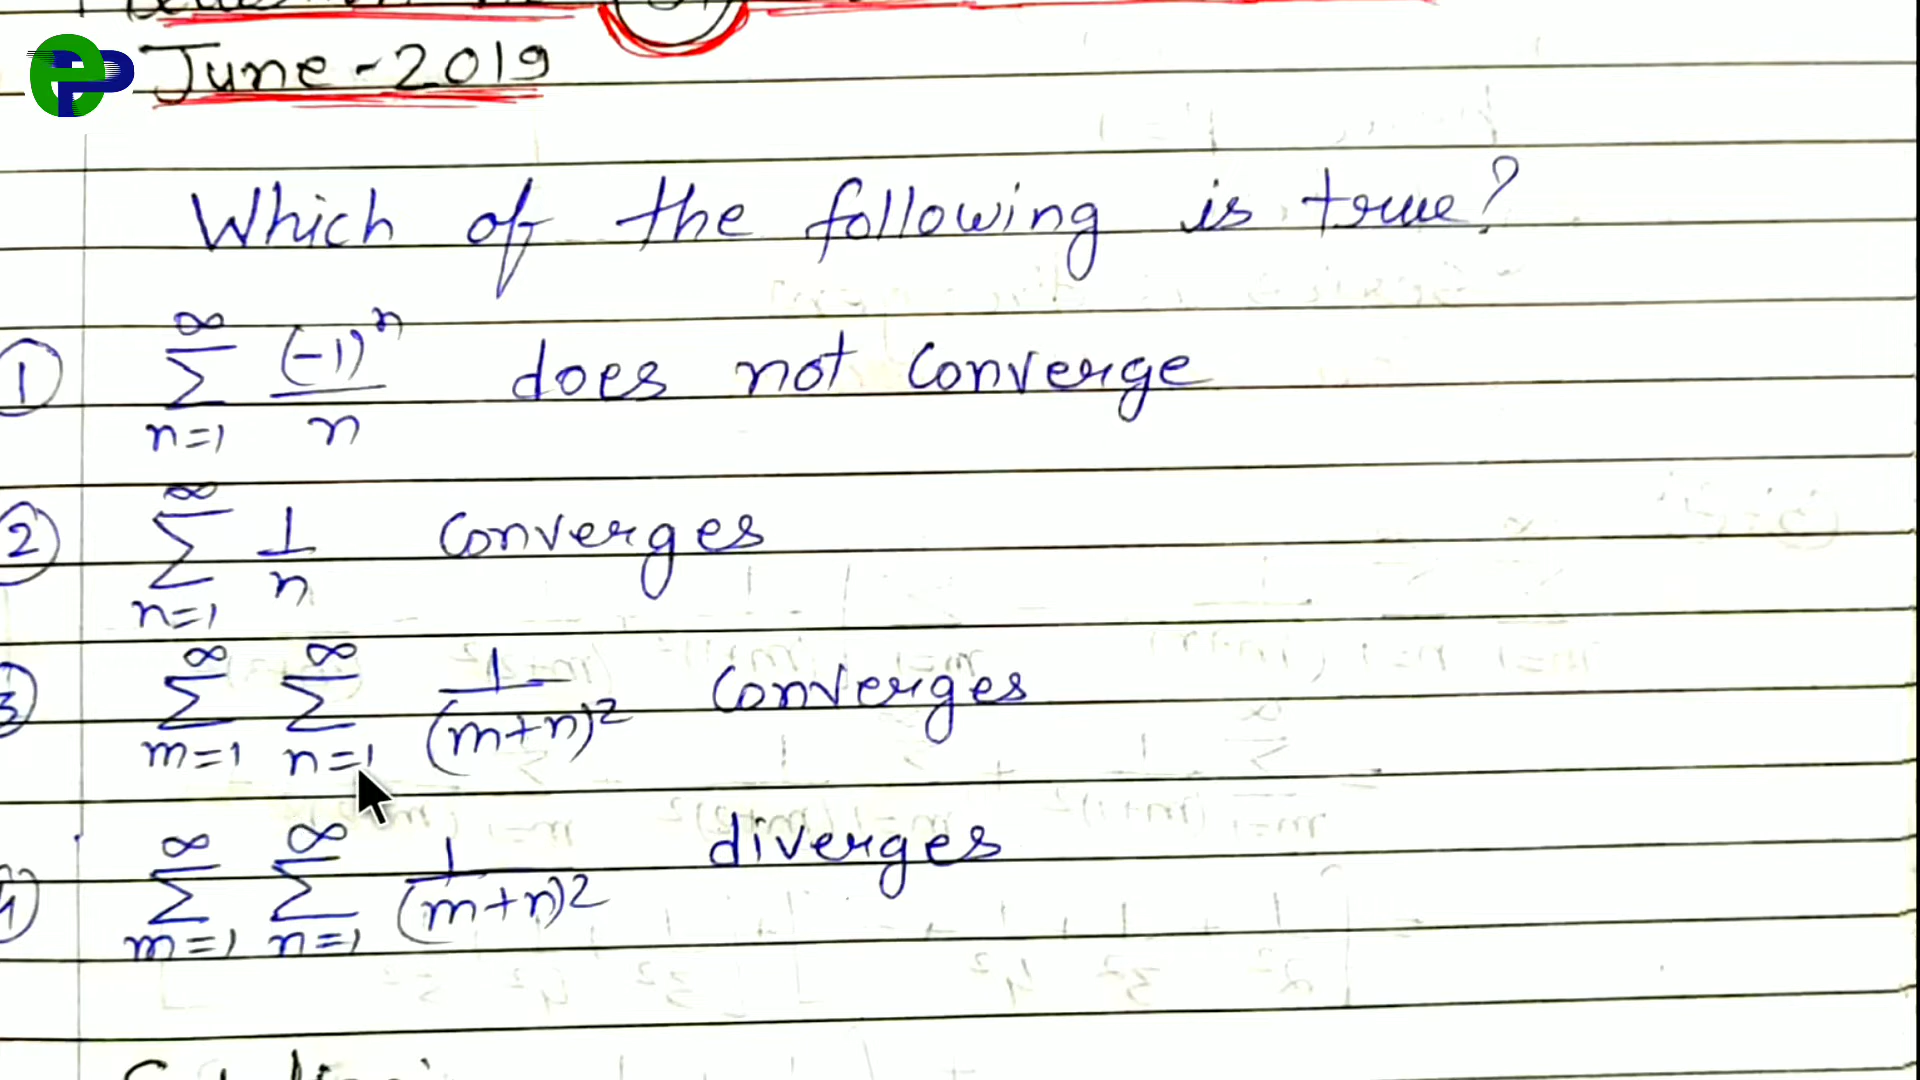 June - 2019
Which of the following is true?
① ∞ Σ n=1 (-1)^n / n does not converge
② ∞ Σ n=1 1/n converges
③ ∞ Σ m=1 ∞ Σ n=1 1/(m+n)² converges
④ ∞ Σ m=1 ∞ Σ n=1 1/(m+n)² diverges